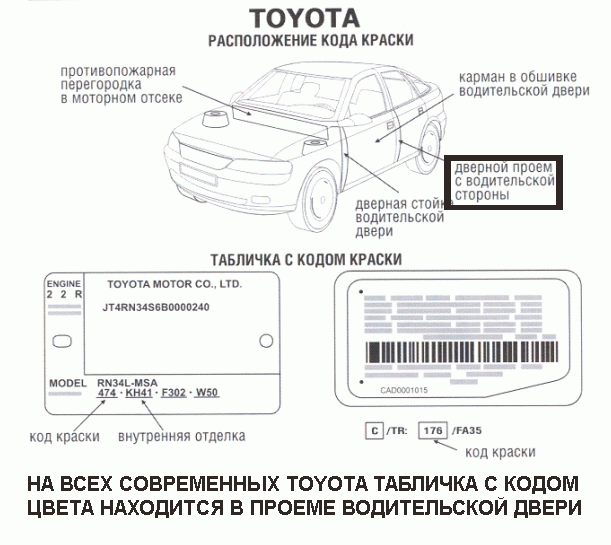 TOYOTA
РАСПОЛОЖЕНИЕ КОДА КРАСКИ
противопожарная
перегородка
в моторном отсеке
карман в обшивке
водительской двери
дверной проем
с водительской
стороны
дверная стойка
водительской
двери
ТАБЛИЧКА С КОДОМ КРАСКИ
ENGINE
2 2 R
TOYOTA MOTOR CO., LTD.
JT4RN34S6B0000240
MODEL RN34L-MSA
474 · KH41 · F302 · W50
код краски
внутренняя отделка
CAD0001015
C /TR: 176 /FA35
код краски
НА ВСЕХ СОВРЕМЕННЫХ TOYOTA ТАБЛИЧКА С КОДОМ
ЦВЕТА НАХОДИТСЯ В ПРОЕМЕ ВОДИТЕЛЬСКОЙ ДВЕРИ